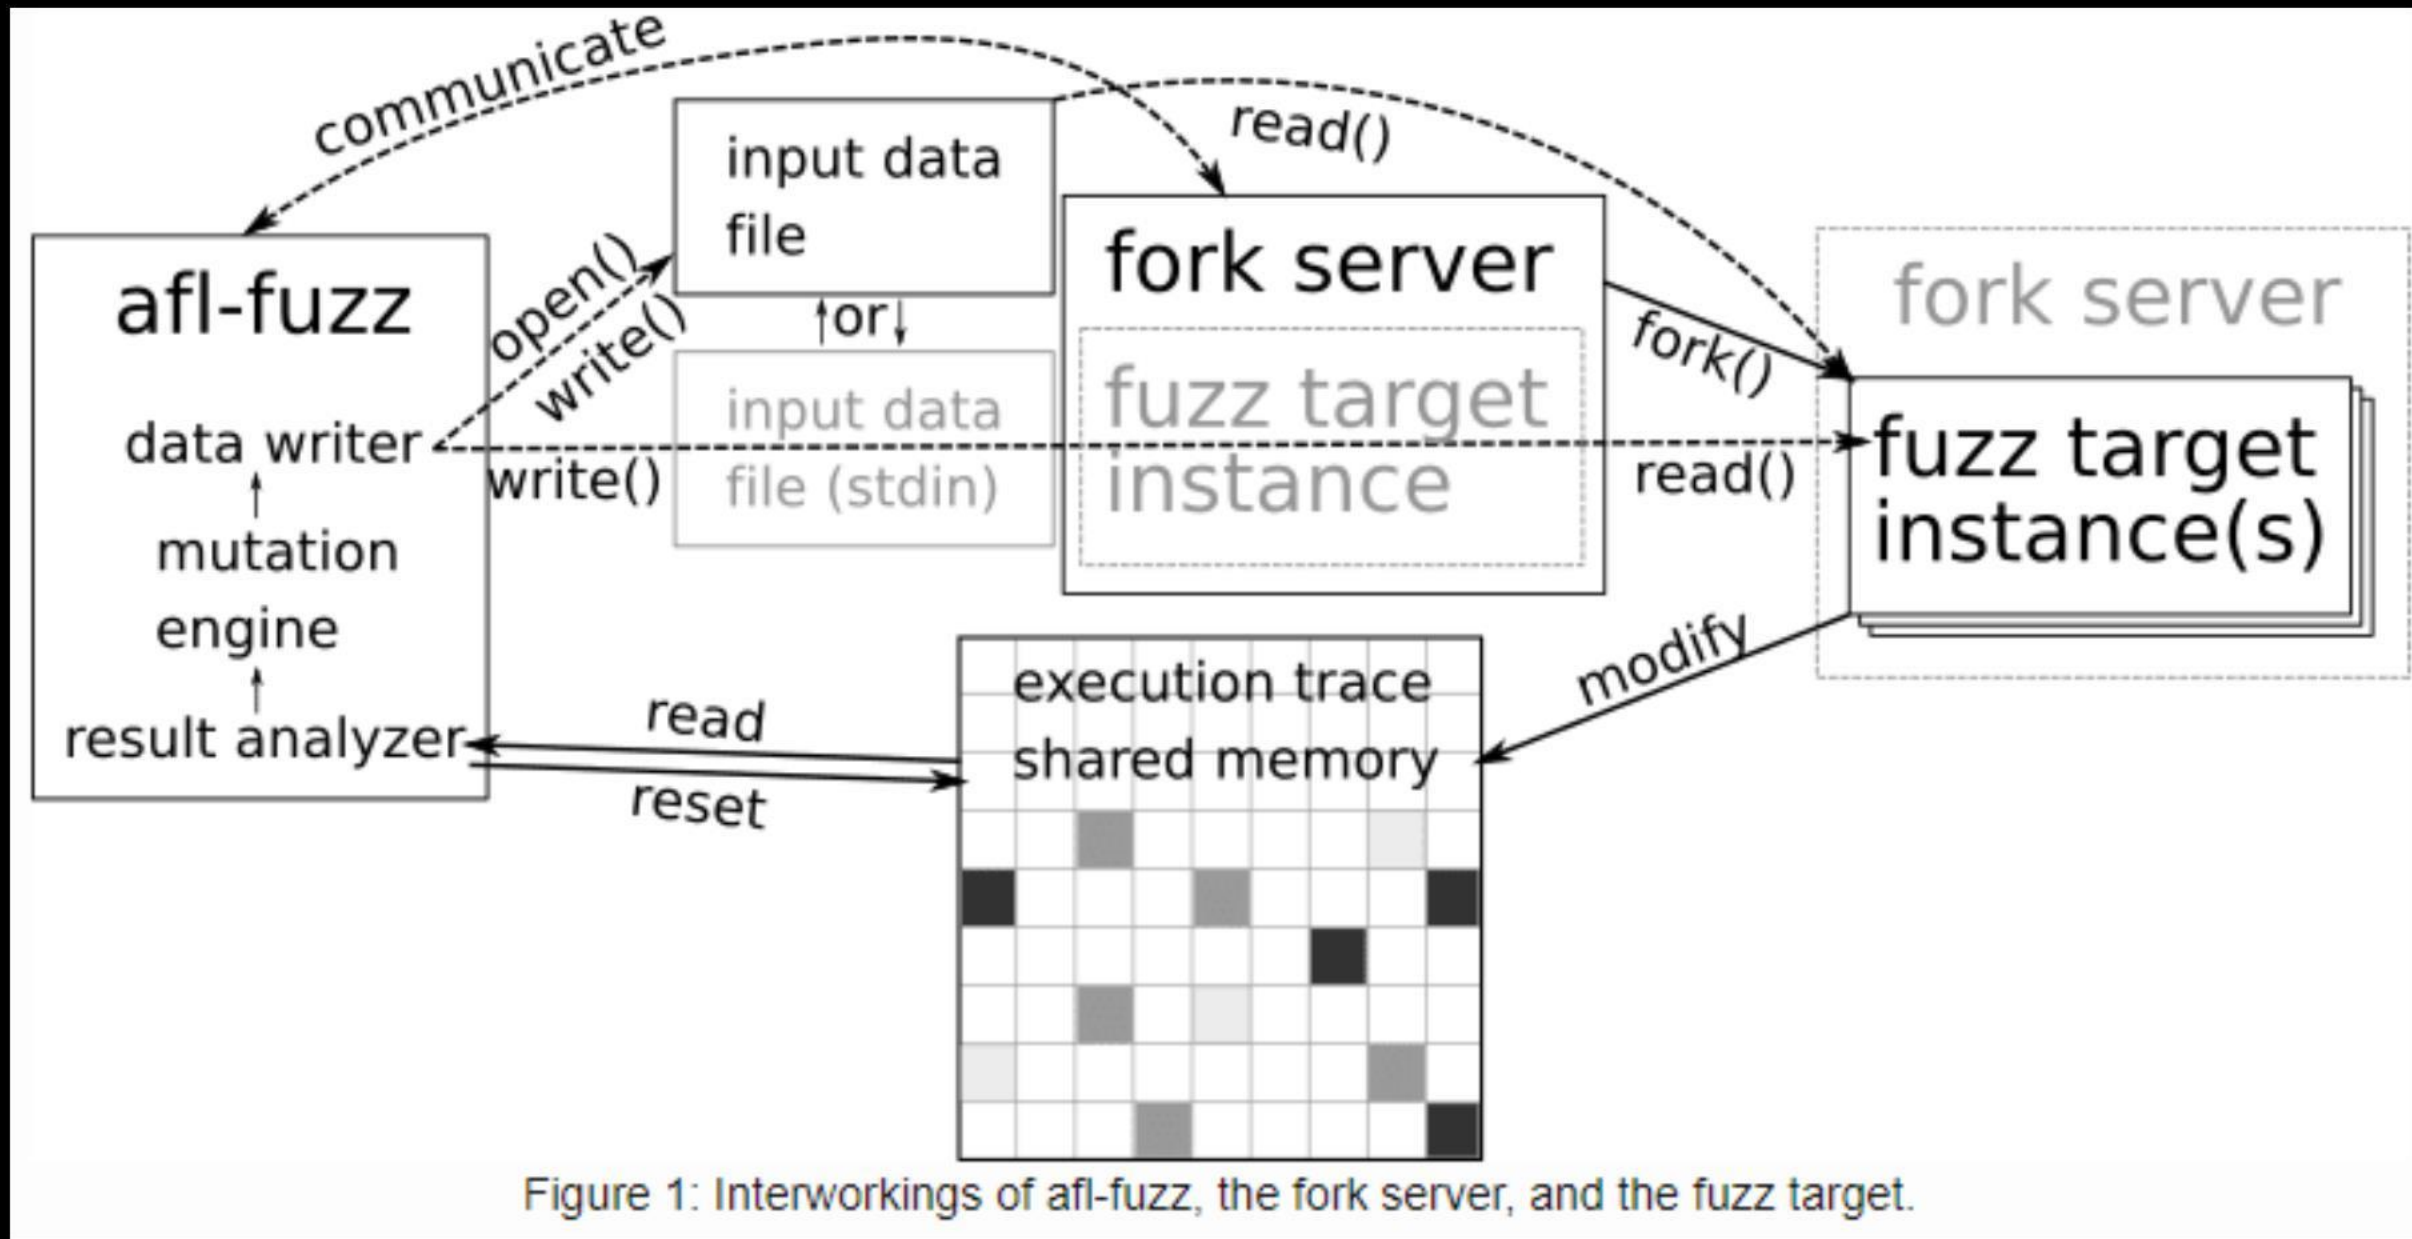 communicate
read()
input data
file
afl-fuzz
open()
write()
↑or↓
fork server
fork()
fork server
data writer
write()
input data
file (stdin)
fuzz target
instance
read()
fuzz target
instance(s)
mutation
engine
result analyzer
read
reset
execution trace
shared memory
modify
Figure 1: Interworkings of afl-fuzz, the fork server, and the fuzz target.